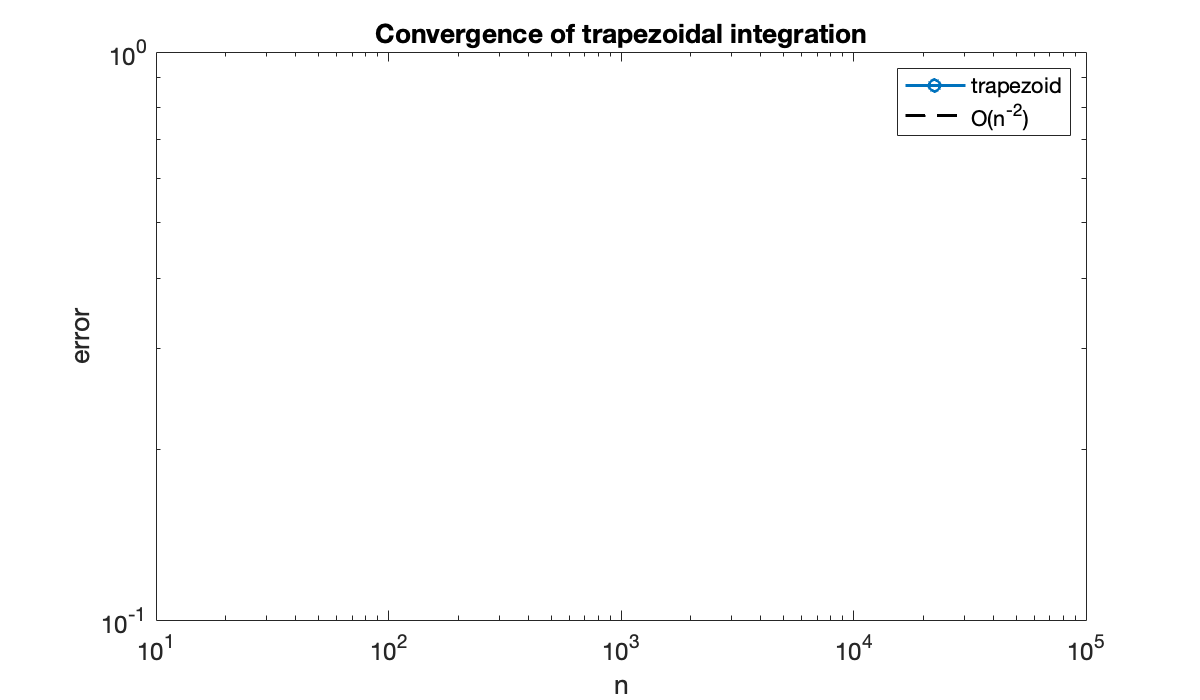 Convergence of trapezoidal integration
10^0
trapezoid
O(n^-2)
error
10^-1
10^1 10^2 10^3 10^4 10^5
n